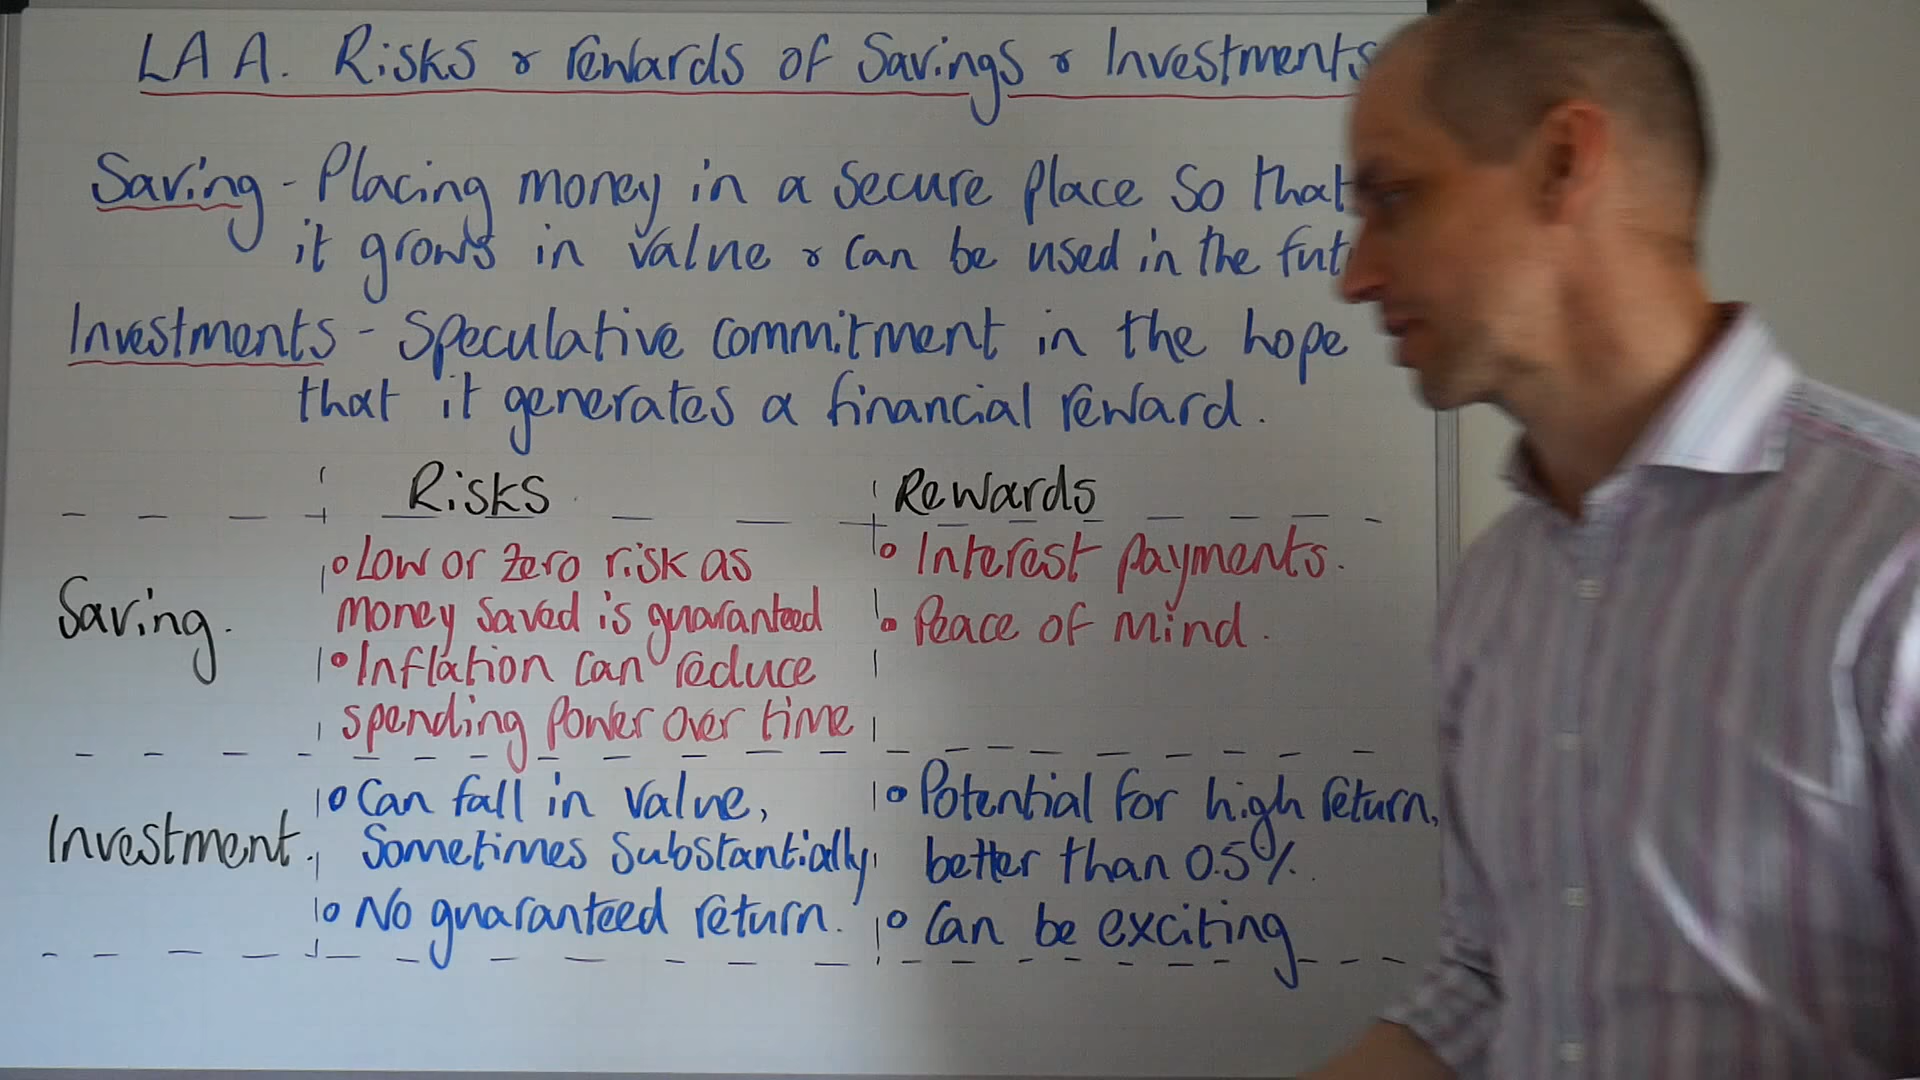 LAA. Risks & rewards of Savings & Investments
Saving - Placing money in a secure place so that
it grows in value & can be used in the fut
Investments - Speculative commitment in the hope
that it generates a financial reward.
Risks
Rewards
Saving.
• Low or zero risk as
money saved is guaranteed
• Inflation can reduce
spending power over time
• Interest payments.
• Peace of mind.
Investment.
• Can fall in value,
Sometimes substantially
• No guaranteed return.
• Potential for high return,
better than 0.5%.
• Can be exciting